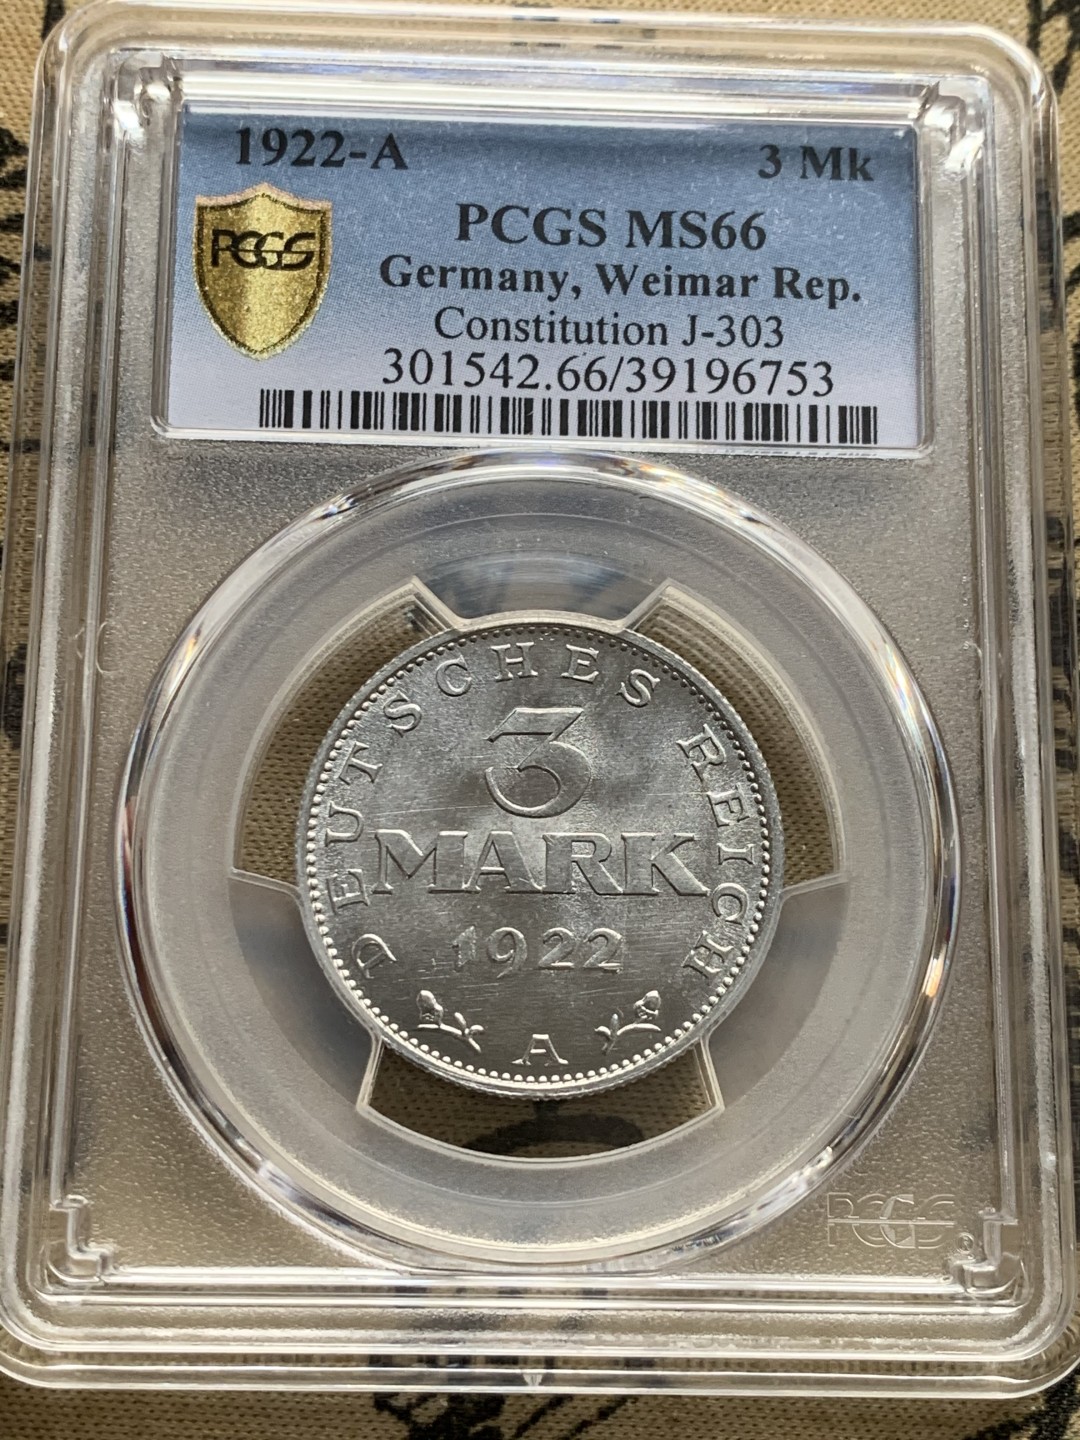 1922-A 3 Mk
PCGS
PCGS MS66
Germany, Weimar Rep.
Constitution J-303
301542.66/39196753
DEUTSCHES REICH
3
MARK
1922
A
PCGS